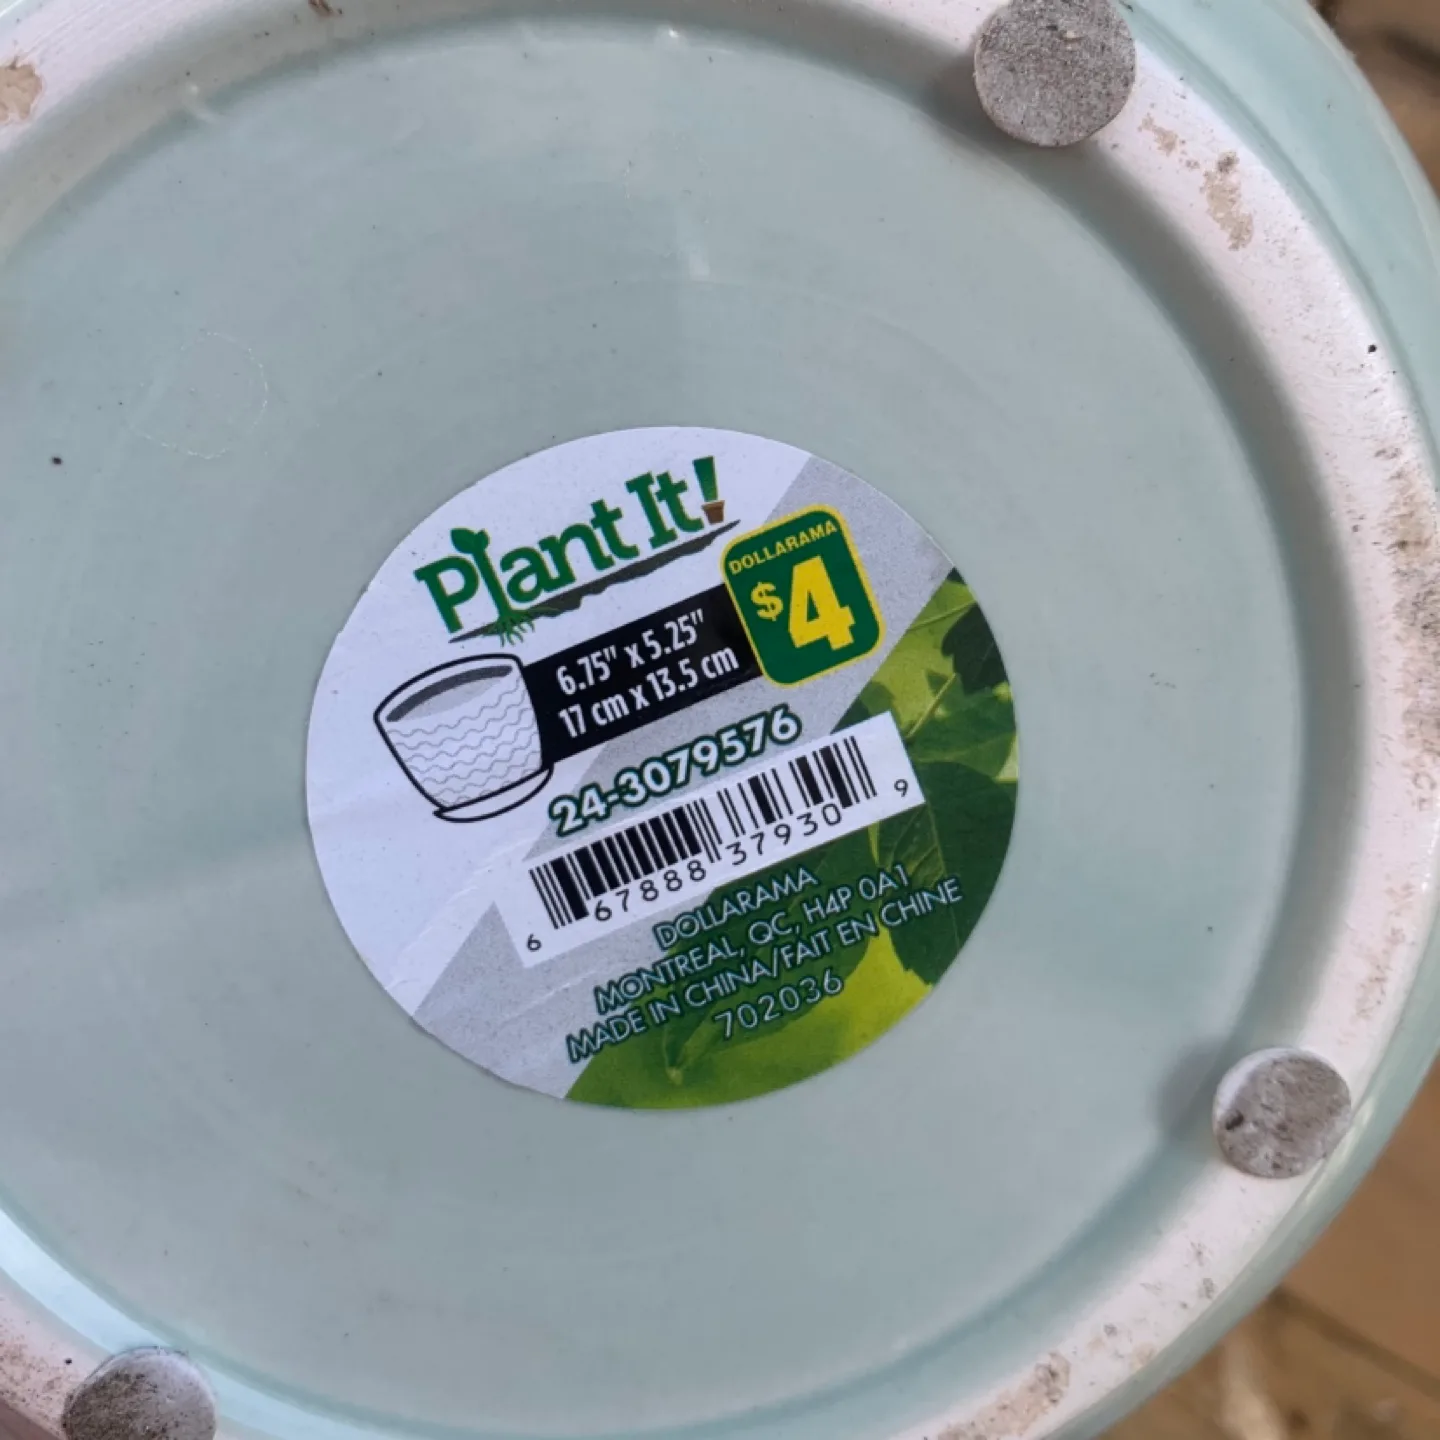 Plant It!
DOLLARAMA
$4
6.75" x 5.25"
17 cm x 13.5 cm
24-3079576
6 67888 37930 9
DOLLARAMA
MONTREAL, QC, H4P 0A1
MADE IN CHINA/FAIT EN CHINE
702036